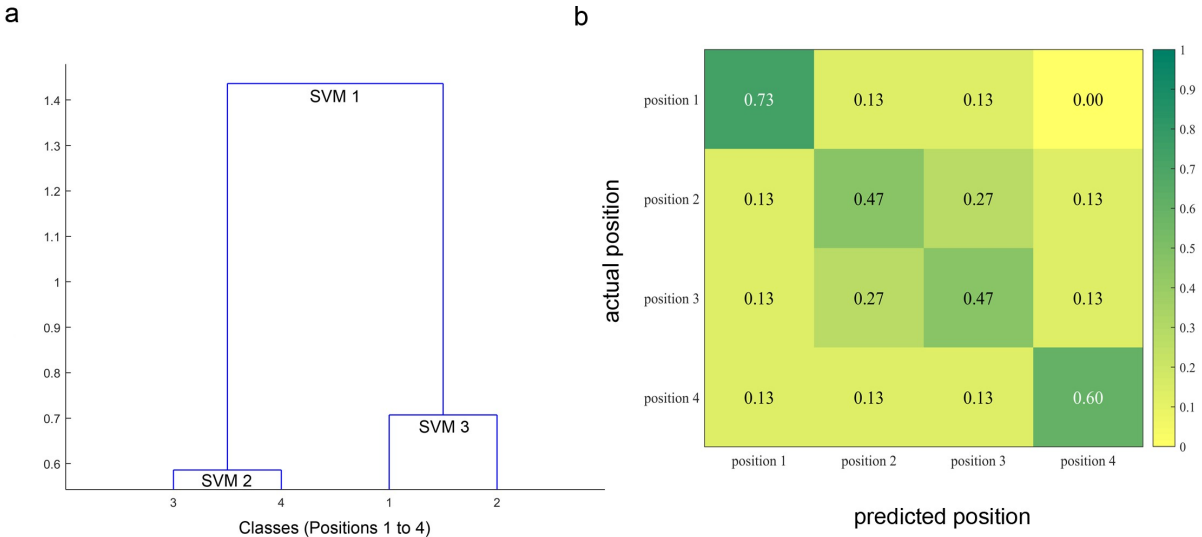 a
1.4
1.3
1.2
1.1
1
0.9
0.8
0.7
0.6
SVM 1
SVM 3
SVM 2
3 4 1 2
Classes (Positions 1 to 4)
b
actual position
position 1 0.73 0.13 0.13 0.00
position 2 0.13 0.47 0.27 0.13
position 3 0.13 0.27 0.47 0.13
position 4 0.13 0.13 0.13 0.60
position 1 position 2 position 3 position 4
predicted position
1
0.9
0.8
0.7
0.6
0.5
0.4
0.3
0.2
0.1
0